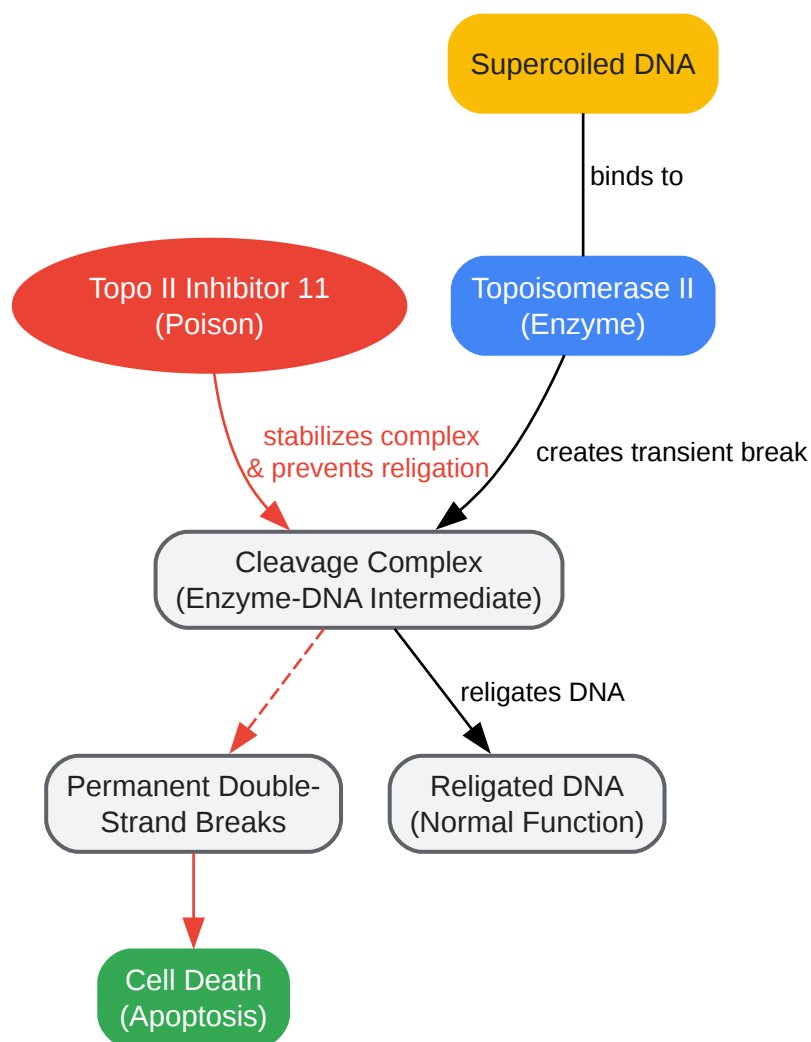 Supercoiled DNA
binds to
Topo II Inhibitor 11
(Poison)
Topoisomerase II
(Enzyme)
stabilizes complex
& prevents religation
creates transient break
Cleavage Complex
(Enzyme-DNA Intermediate)
religates DNA
Permanent Double-
Strand Breaks
Religated DNA
(Normal Function)
Cell Death
(Apoptosis)